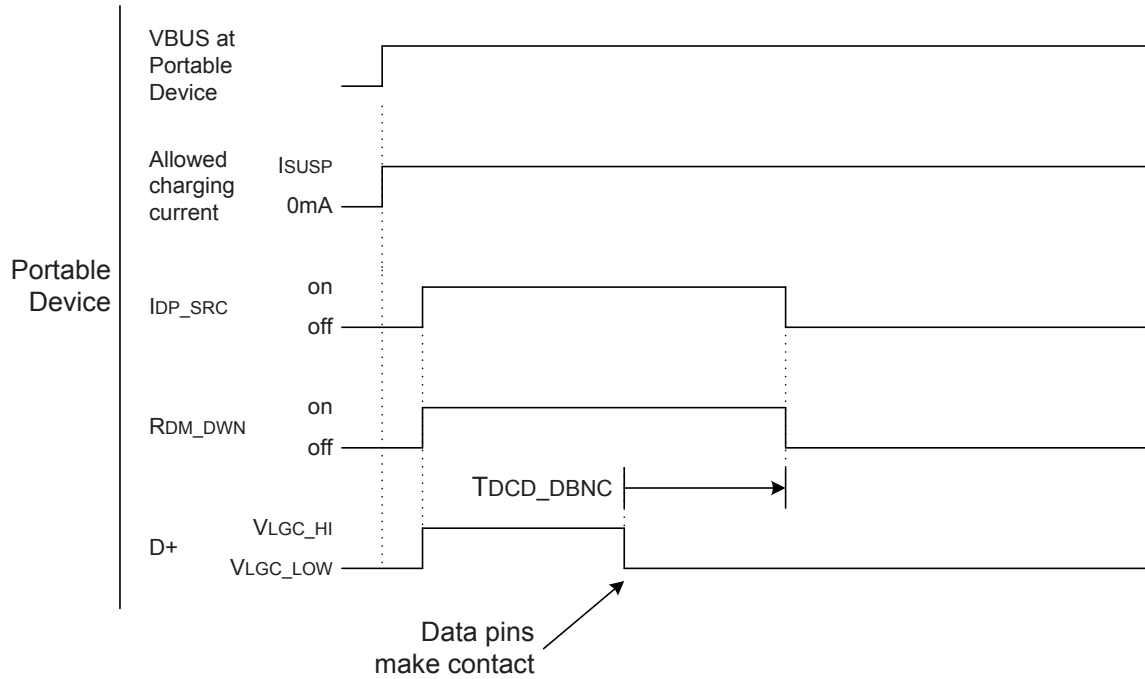 VBUS at
Portable
Device
Allowed
charging
current
ISUSP
0mA
Portable
Device
IDP_SRC
on
off
RDM_DWN
on
off
TDCD_DBNC
D+
VLGC_HI
VLGC_LOW
Data pins
make contact